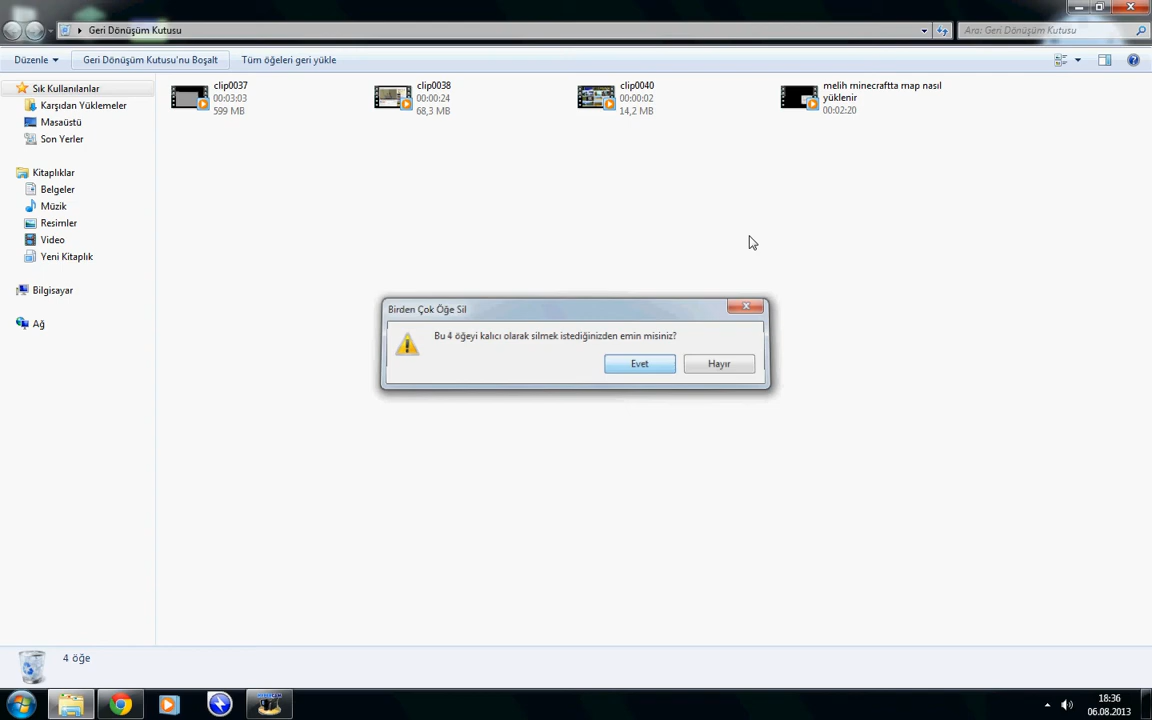 Geri Dönüşüm Kutusu
Ara: Geri Dönüşüm Kutusu
Düzenle
Geri Dönüşüm Kutusu'nu Boşalt
Tüm öğeleri geri yükle
Sık Kullanılanlar
Karşıdan Yüklemeler
Masaüstü
Son Yerler
Kitaplıklar
Belgeler
Müzik
Resimler
Video
Yeni Kitaplık
Bilgisayar
Ağ
clip0037
00:03:03
599 MB
clip0038
00:00:24
68,3 MB
clip0040
00:00:02
14,2 MB
melih minecraftta map nasıl
yüklenir
00:02:20
Birden Çok Öğe Sil
Bu 4 öğeyi kalıcı olarak silmek istediğinizden emin misiniz?
Evet
Hayır
4 öğe
18:36
06.08.2013